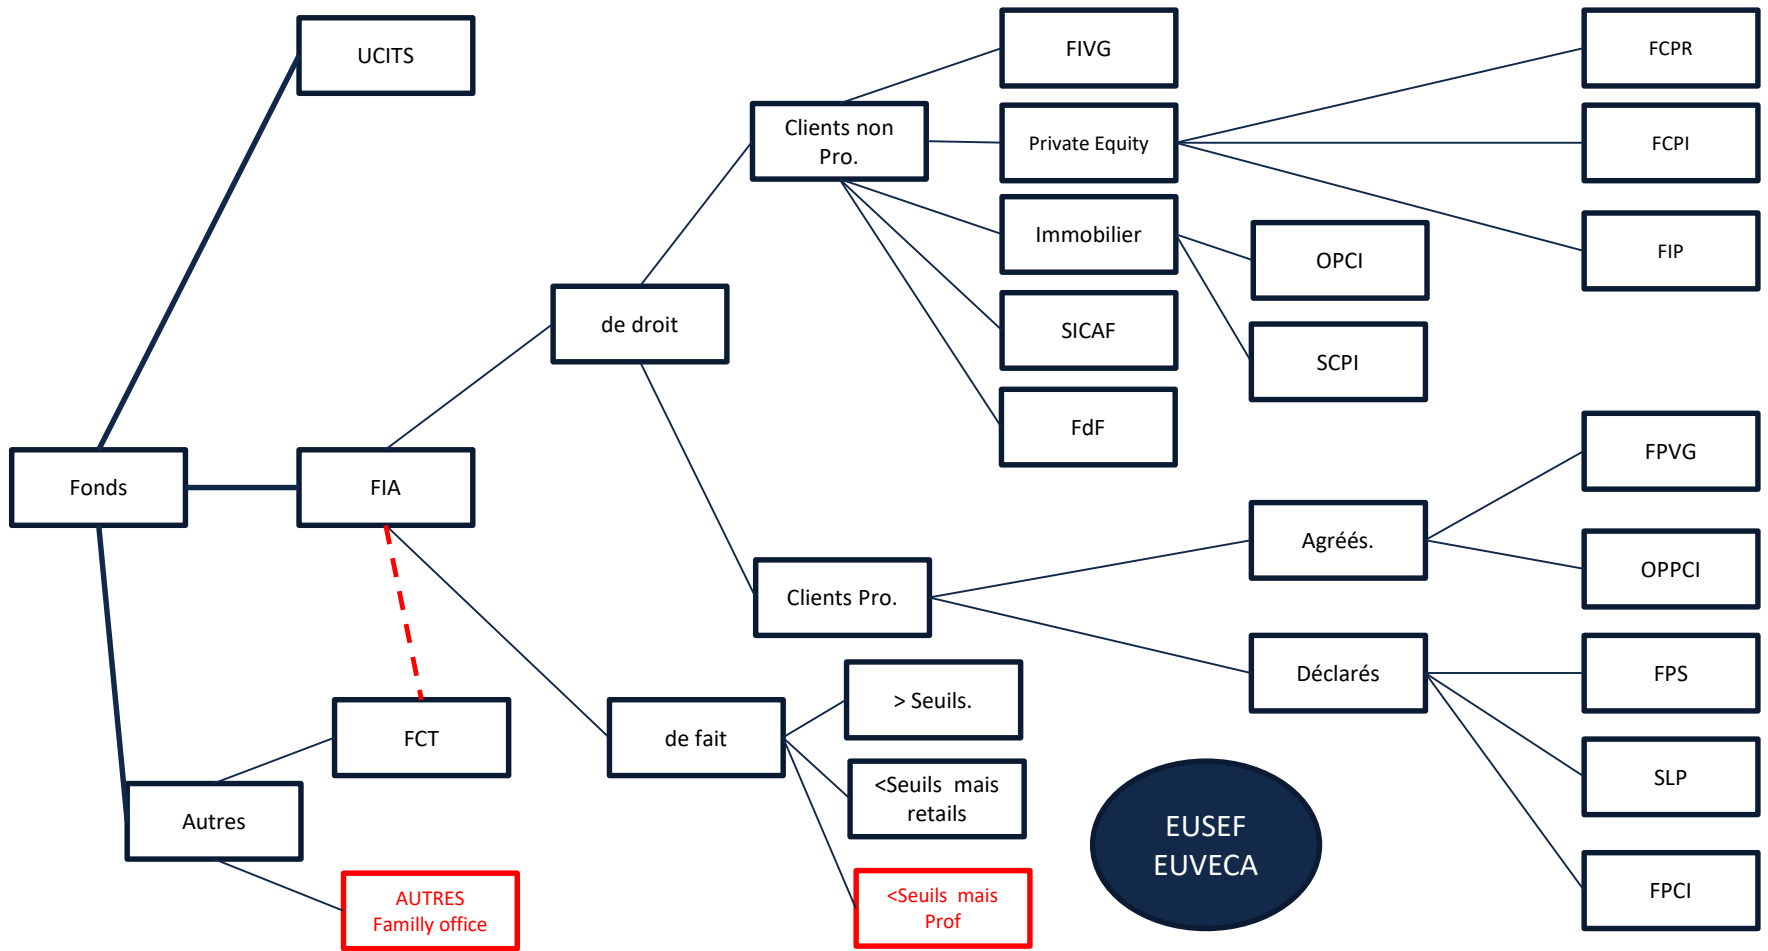 UCITS
FIVG
FCPR
Clients non
Pro.
Private Equity
FCPI
Immobilier
OPCI
FIP
de droit
SICAF
SCPI
FdF
Fonds
FIA
FPVG
Agréés.
OPPCI
Clients Pro.
Déclarés
FPS
> Seuils.
FCT
de fait
<Seuils mais
retails
SLP
Autres
EUSEF
EUVECA
AUTRES
Familly office
<Seuils mais
Prof
FPCI